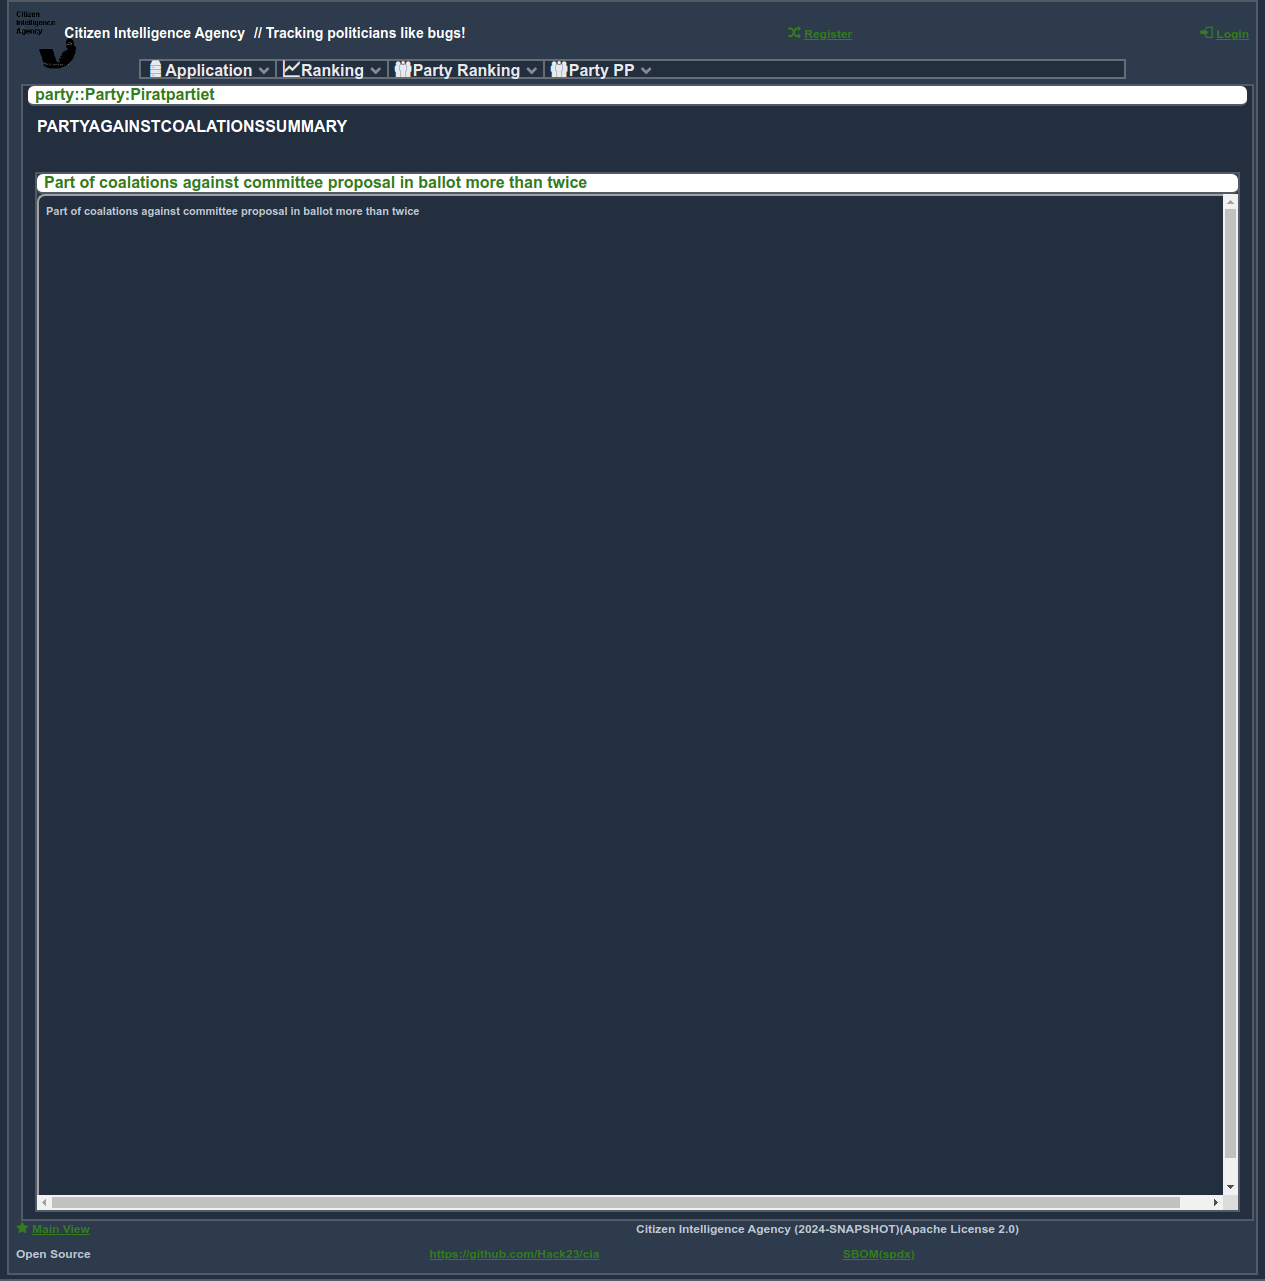 Citizen
Intelligence
Agency
Citizen Intelligence Agency // Tracking politicians like bugs!
Register
Login
Application
Ranking
Party Ranking
Party PP
party::Party:Piratpartiet
PARTYAGAINSTCOALATIONSSUMMARY
Part of coalations against committee proposal in ballot more than twice
Part of coalations against committee proposal in ballot more than twice
Main View
Citizen Intelligence Agency (2024-SNAPSHOT)(Apache License 2.0)
Open Source
https://github.com/Hack23/cia
SBOM(spdx)